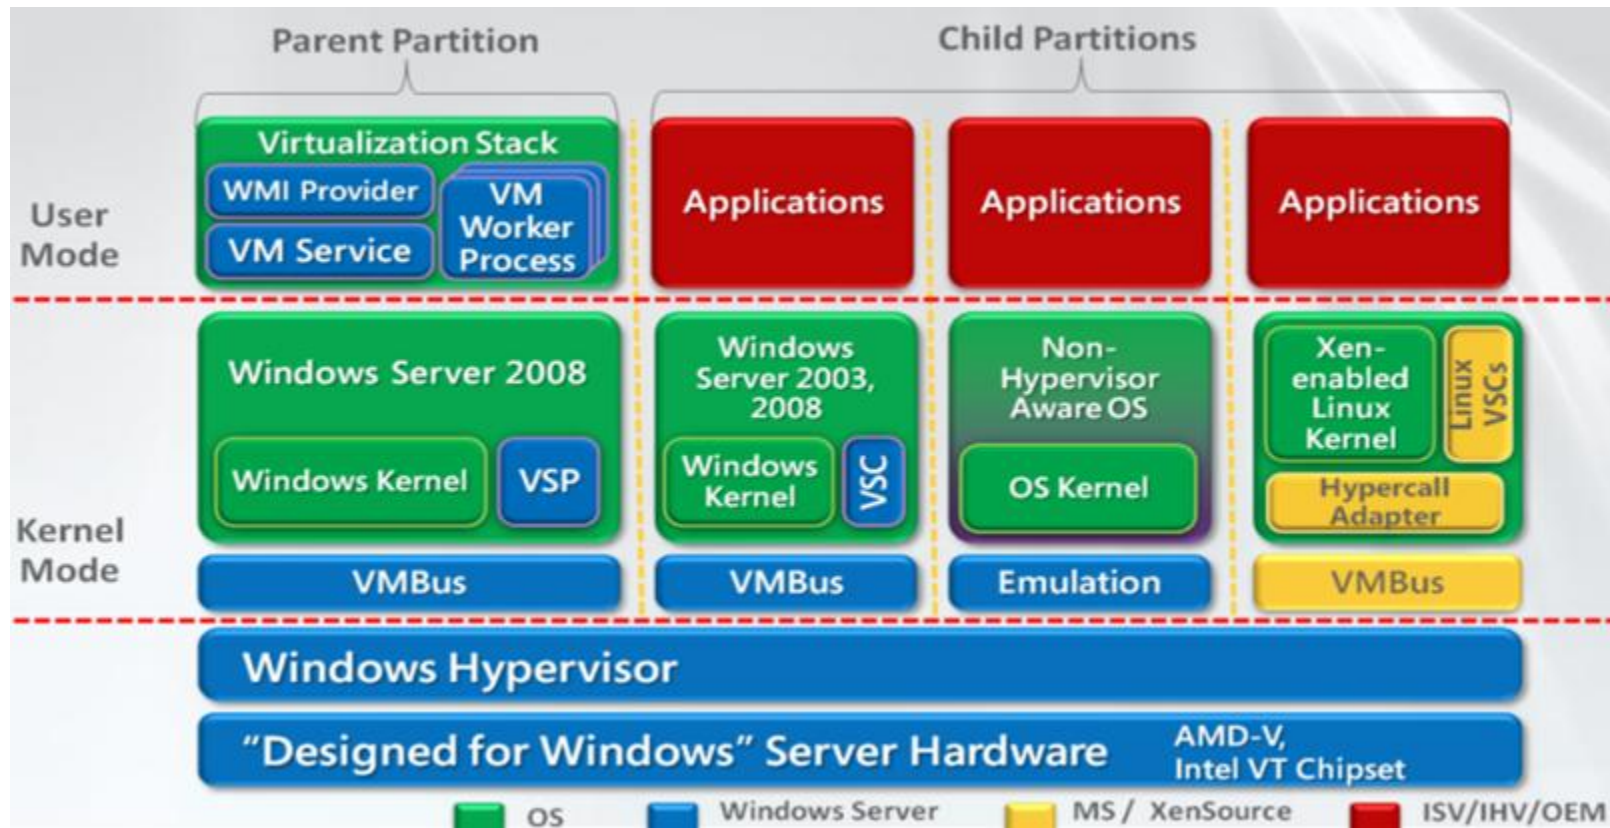 Parent Partition
Child Partitions
User
Mode
Virtualization Stack
WMI Provider
VM Service
VM
Worker
Process
Applications
Applications
Applications
Kernel
Mode
Windows Server 2008
Windows Kernel
VSP
VMBus
Windows
Server 2003,
2008
Windows
Kernel
VSC
VMBus
Non-
Hypervisor
Aware OS
OS Kernel
Emulation
Xen-
enabled
Linux
Kernel
Linux
VSCs
Hypercall
Adapter
VMBus
Windows Hypervisor
“Designed for Windows” Server Hardware
AMD-V,
Intel VT Chipset
OS
Windows Server
MS / XenSource
ISV/IHV/OEM